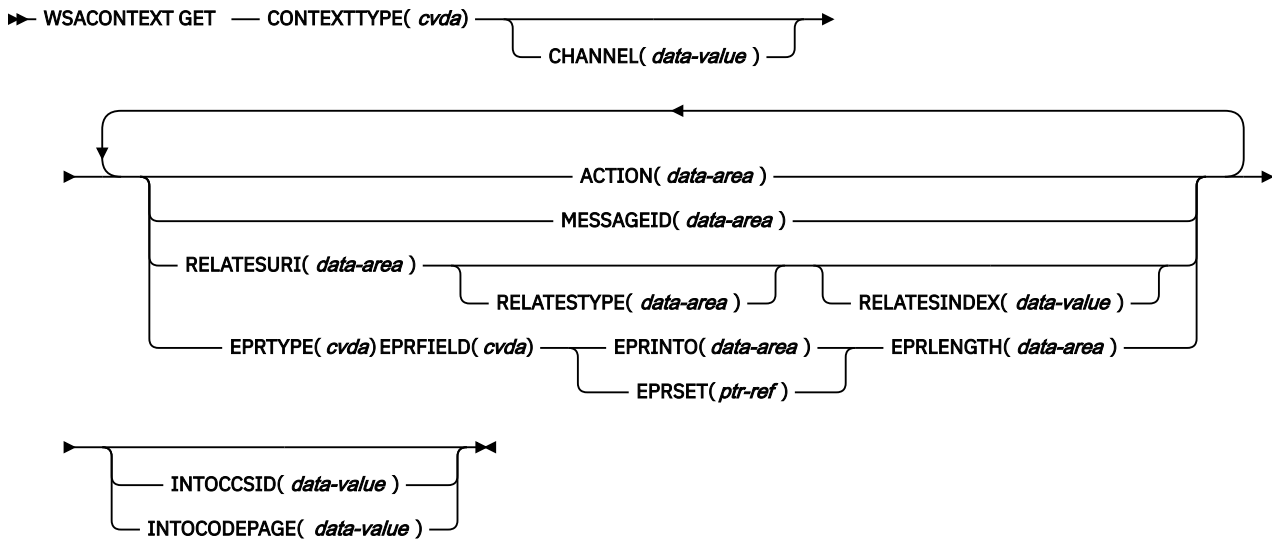 WSACONTEXT GET CONTEXTTYPE( cvda)
CHANNEL( data-value )
ACTION( data-area )
MESSAGEID( data-area )
RELATESURI( data-area )
RELATESTYPE( data-area ) RELATESINDEX( data-value )
EPRTYPE( cvda) EPRFIELD( cvda) EPRINTO( data-area ) EPRLENGTH( data-area )
EPRSET( ptr-ref )
INTOCCSID( data-value )
INTOCODEPAGE( data-value )